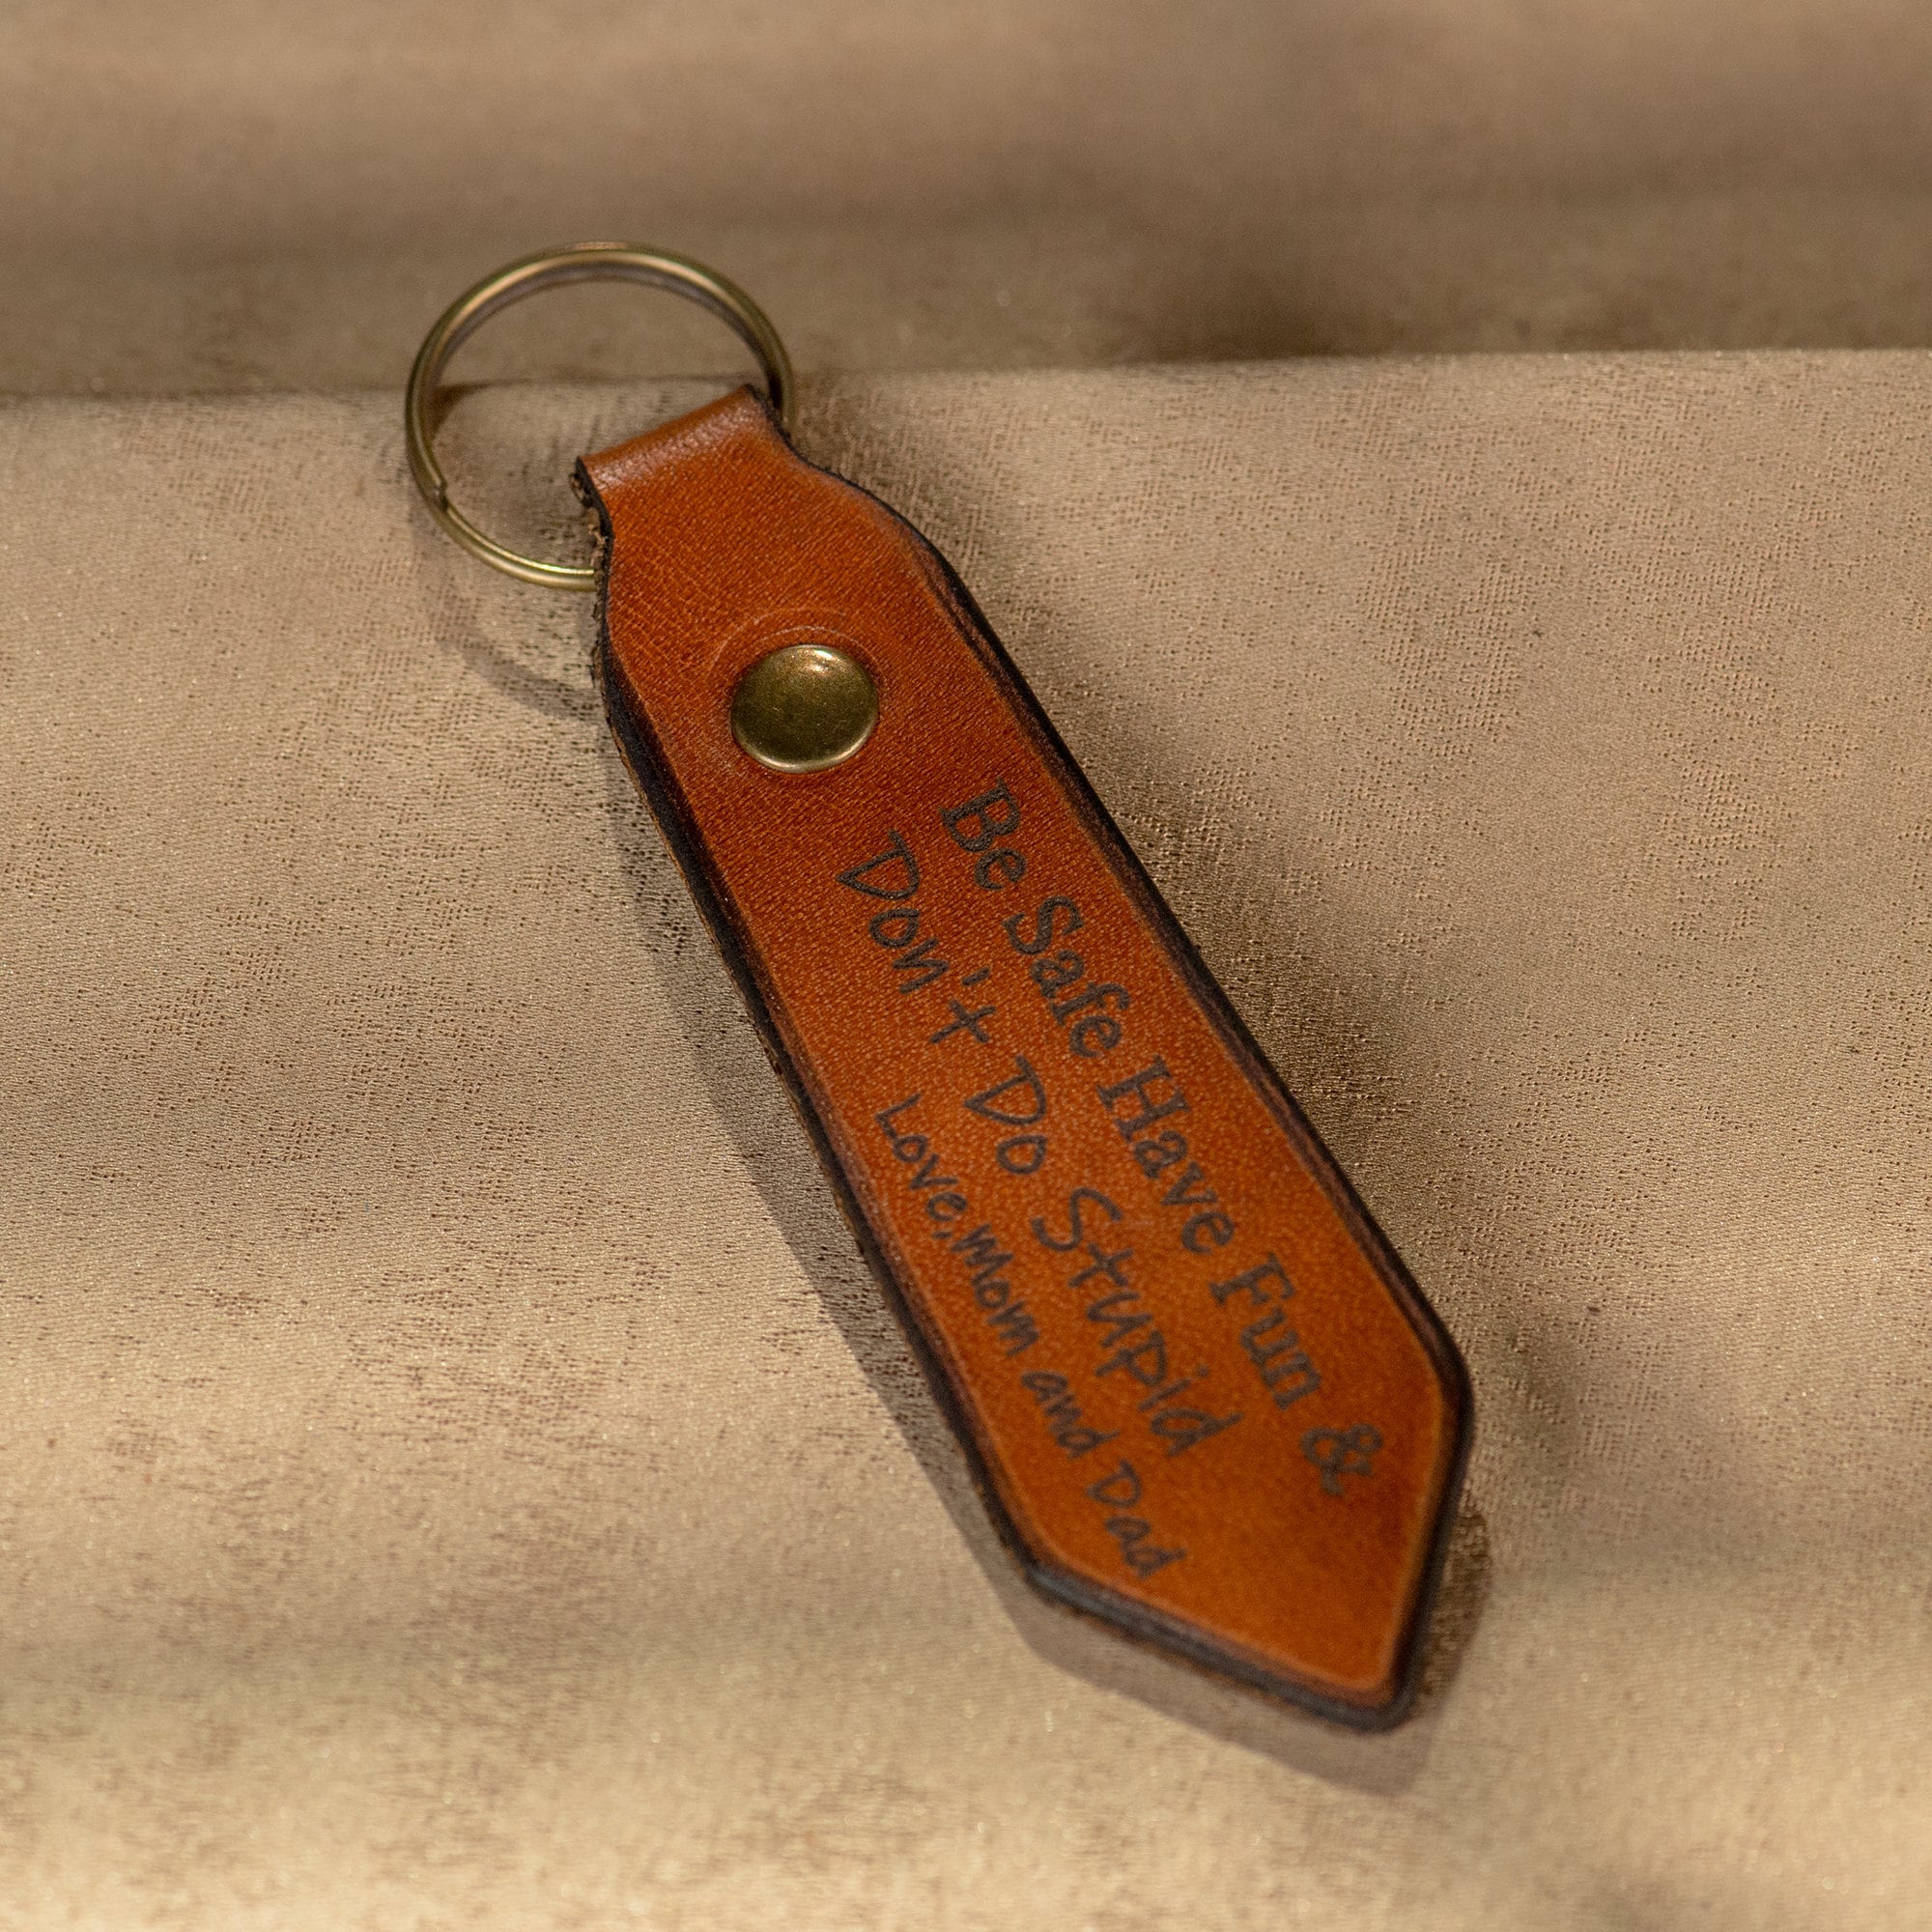 Be Safe Have Fun &
Don't Do Stupid
Love, Mom and Dad